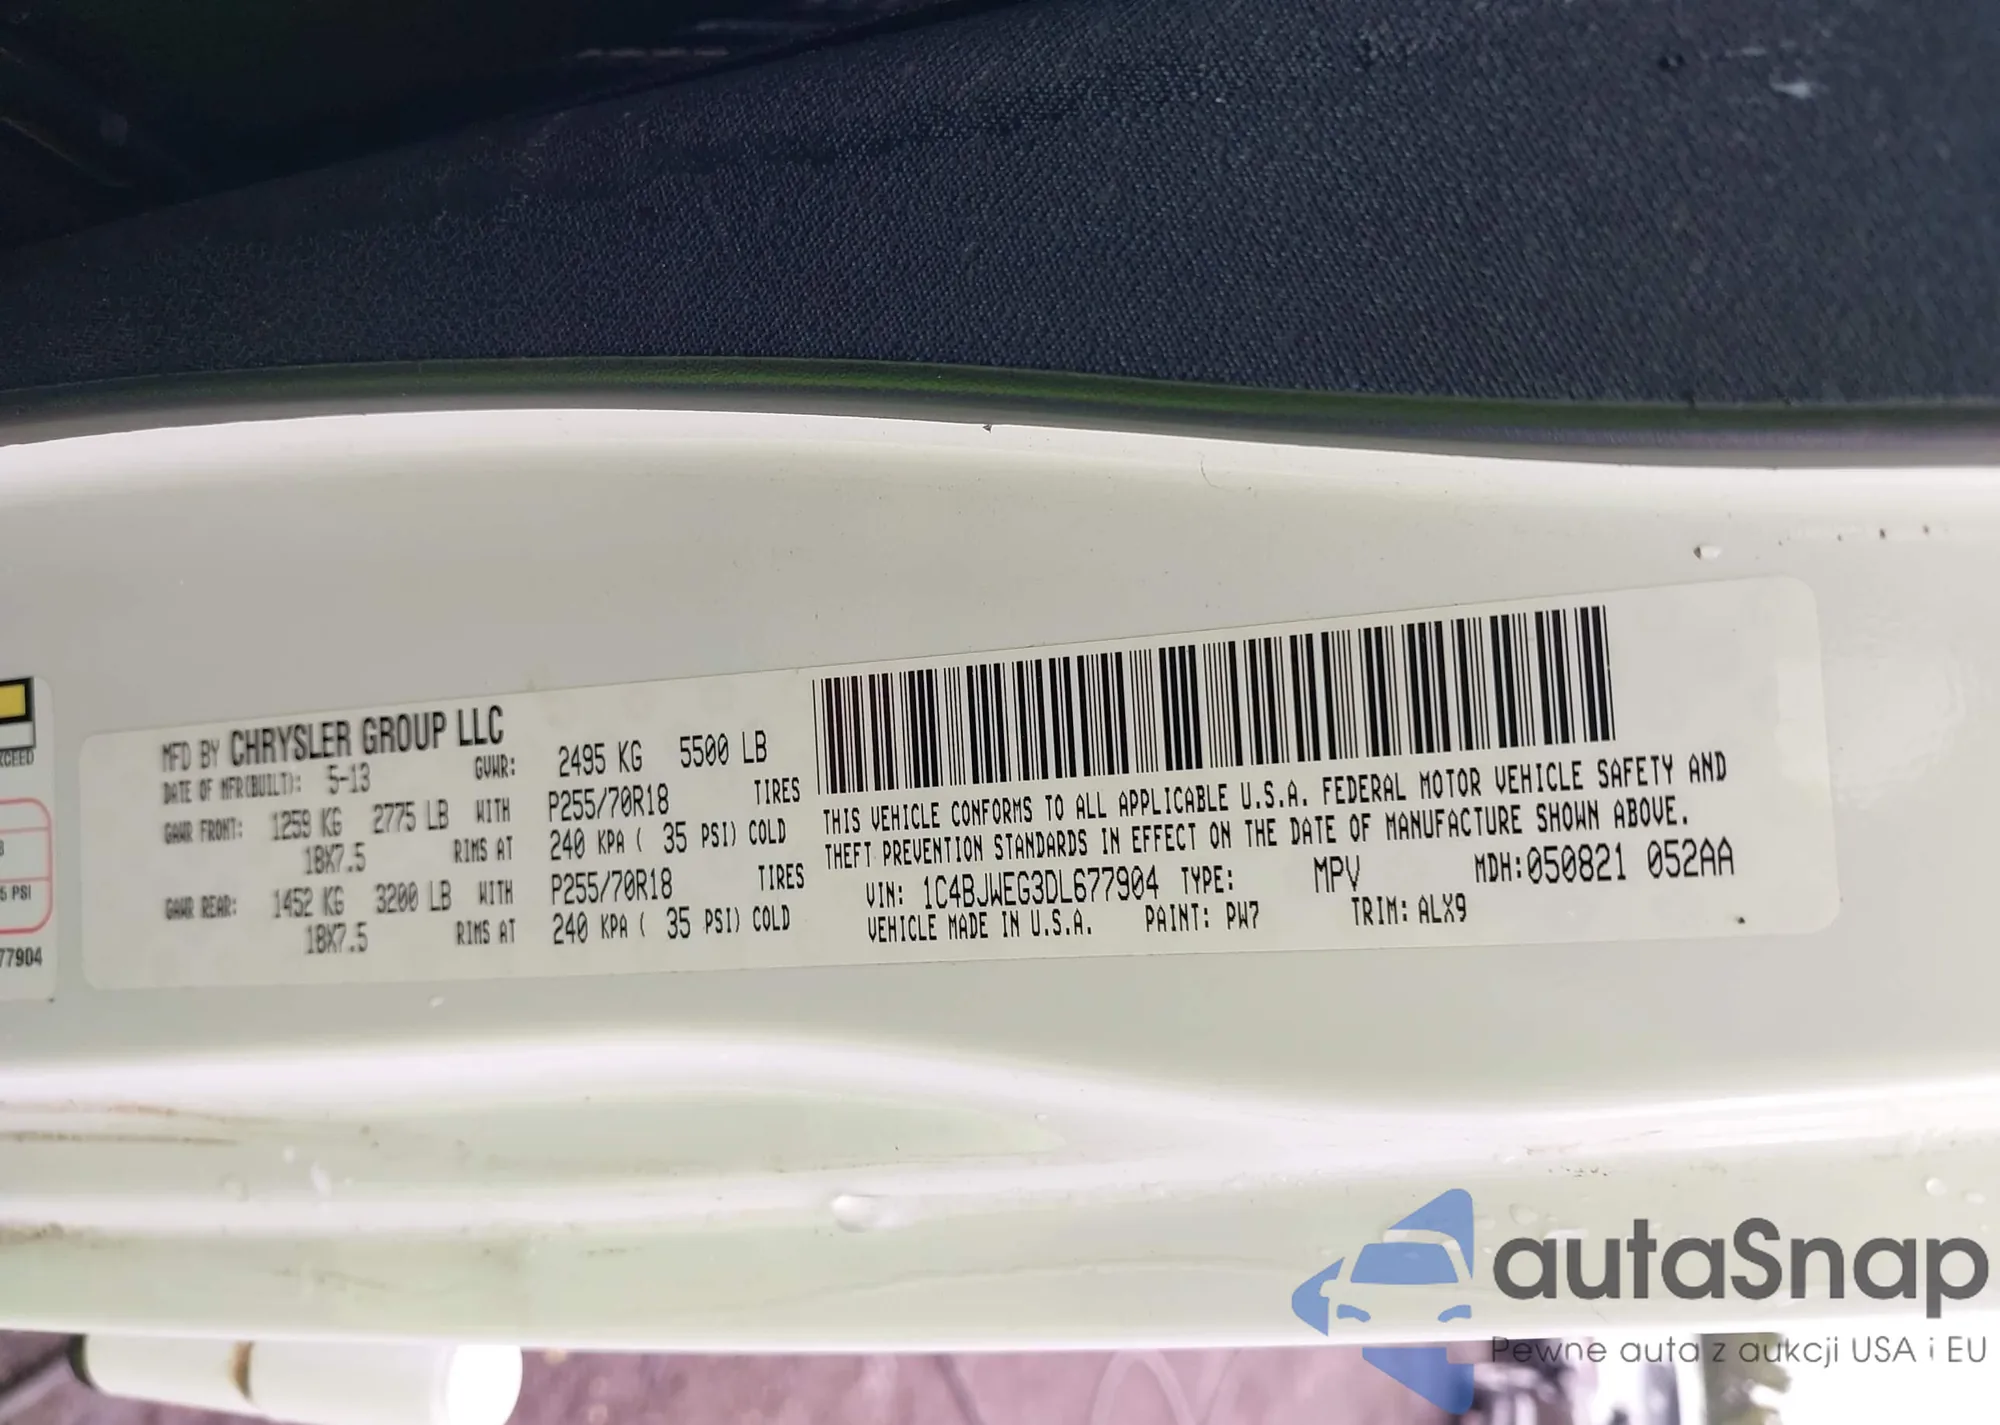 XCEED
5 PSI
77904
MFD BY CHRYSLER GROUP LLC
DATE OF MFR(BUILT): 5-13 GVWR: 2495 KG 5500 LB
GAWR FRONT: 1259 KG 2775 LB WITH P255/70R18 TIRES
18X7.5 RIMS AT 240 KPA ( 35 PSI) COLD
GAWR REAR: 1452 KG 3200 LB WITH P255/70R18 TIRES
18X7.5 RIMS AT 240 KPA ( 35 PSI) COLD
THIS VEHICLE CONFORMS TO ALL APPLICABLE U.S.A. FEDERAL MOTOR VEHICLE SAFETY AND
THEFT PREVENTION STANDARDS IN EFFECT ON THE DATE OF MANUFACTURE SHOWN ABOVE.
VIN: 1C4BJWEG3DL677904 TYPE: MPV MDH:050821 052AA
VEHICLE MADE IN U.S.A. PAINT: PW7 TRIM: ALX9
autaSnap
Pewne auta z aukcji USA i EU